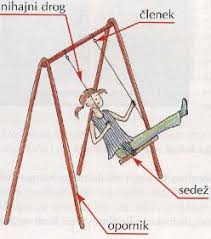 nihajni drog
členek
sedež
opornik